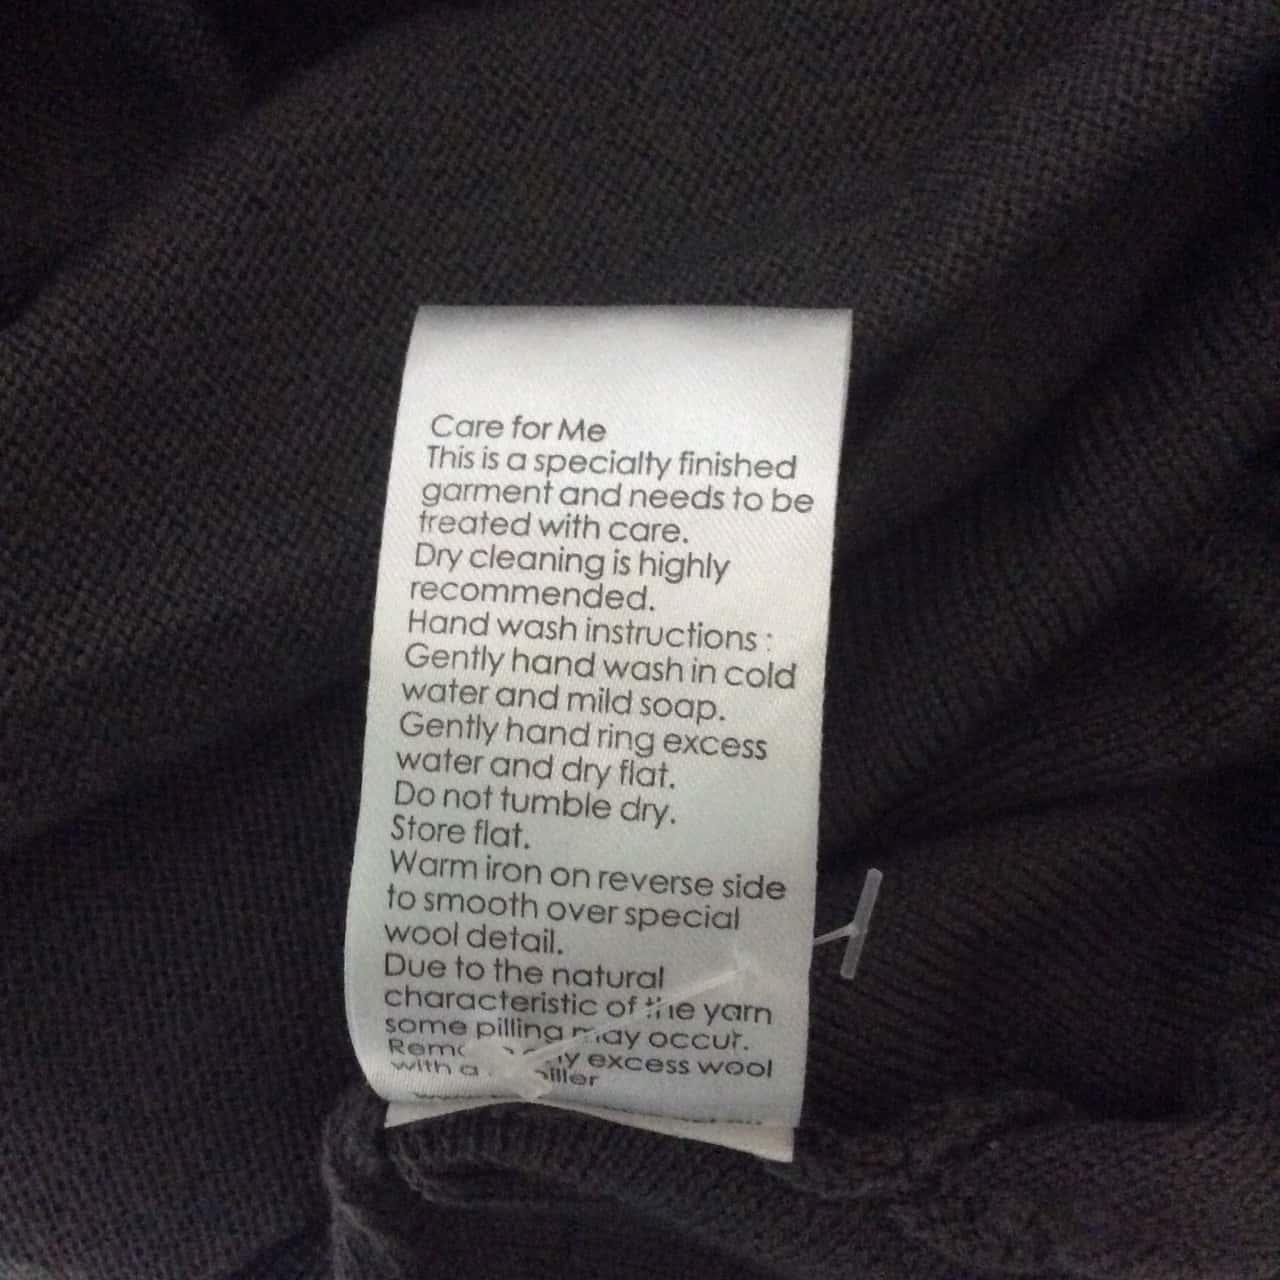 Care for Me
This is a specialty finished
garment and needs to be
treated with care.
Dry cleaning is highly
recommended.
Hand wash instructions :
Gently hand wash in cold
water and mild soap.
Gently hand ring excess
water and dry flat.
Do not tumble dry.
Store flat.
Warm iron on reverse side
to smooth over special
wool detail.
Due to the natural
characteristic of the yarn
some pilling may occur.
excess wool
with a